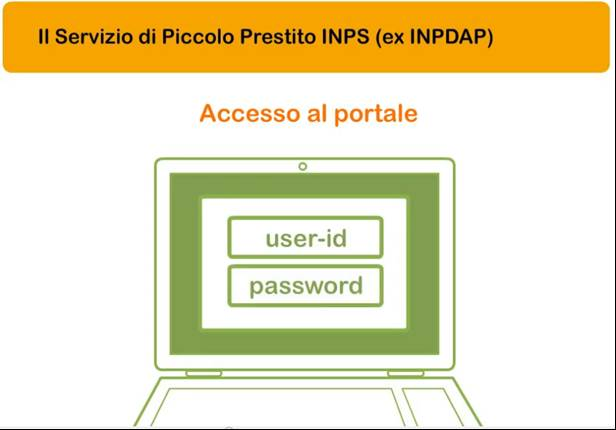 Il Servizio di Piccolo Prestito INPS (ex INPDAP)
Accesso al portale
user-id
password